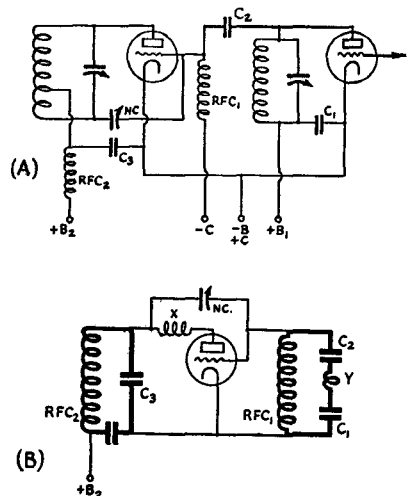 C2
NC
RFC1
C1
C3
(A)
RFC2
+B2
-C
-B
+C
+B1
NC.
X
C2
RFC2
C3
RFC1
Y
C1
(B)
+B2